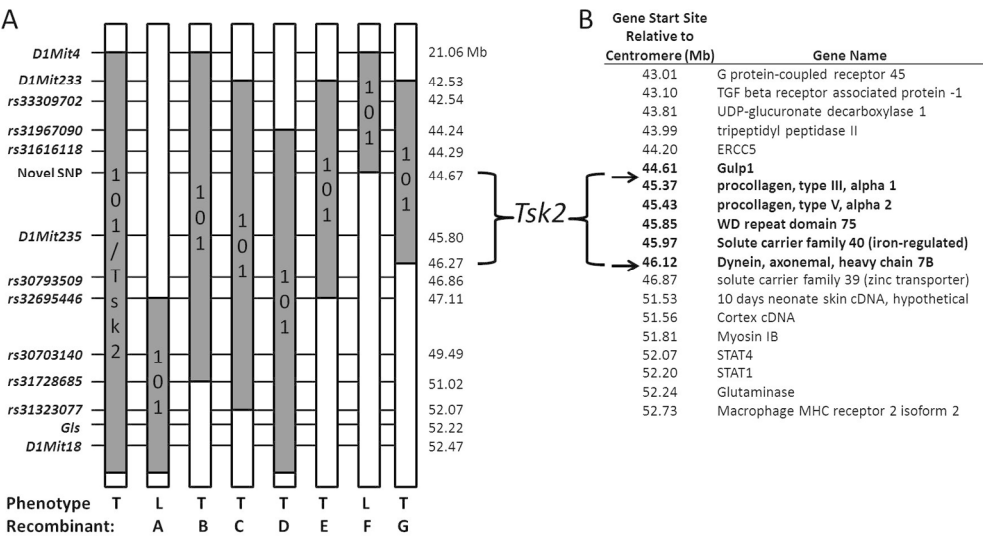 A
D1Mit4
D1Mit233
rs33309702
rs31967090
rs31616118
Novel SNP
D1Mit235
rs30793509
rs32695446
rs30703140
rs31728685
rs31323077
Gls
D1Mit18
101/Tsk2
101
101
101
101
101
101
101
21.06 Mb
42.53
42.54
44.24
44.29
44.67
45.80
46.27
46.86
47.11
49.49
51.02
52.07
52.22
52.47
Phenotype T L T T T T L T
Recombinant: A B C D E F G
Tsk2
B
Gene Start Site
Relative to
Centromere (Mb) Gene Name
43.01 G protein-coupled receptor 45
43.10 TGF beta receptor associated protein -1
43.81 UDP-glucuronate decarboxylase 1
43.99 tripeptidyl peptidase II
44.20 ERCC5
44.61 Gulp1
45.37 procollagen, type III, alpha 1
45.43 procollagen, type V, alpha 2
45.85 WD repeat domain 75
45.97 Solute carrier family 40 (iron-regulated)
46.12 Dynein, axonemal, heavy chain 7B
46.87 solute carrier family 39 (zinc transporter)
51.53 10 days neonate skin cDNA, hypothetical
51.56 Cortex cDNA
51.81 Myosin IB
52.07 STAT4
52.20 STAT1
52.24 Glutaminase
52.73 Macrophage MHC receptor 2 isoform 2